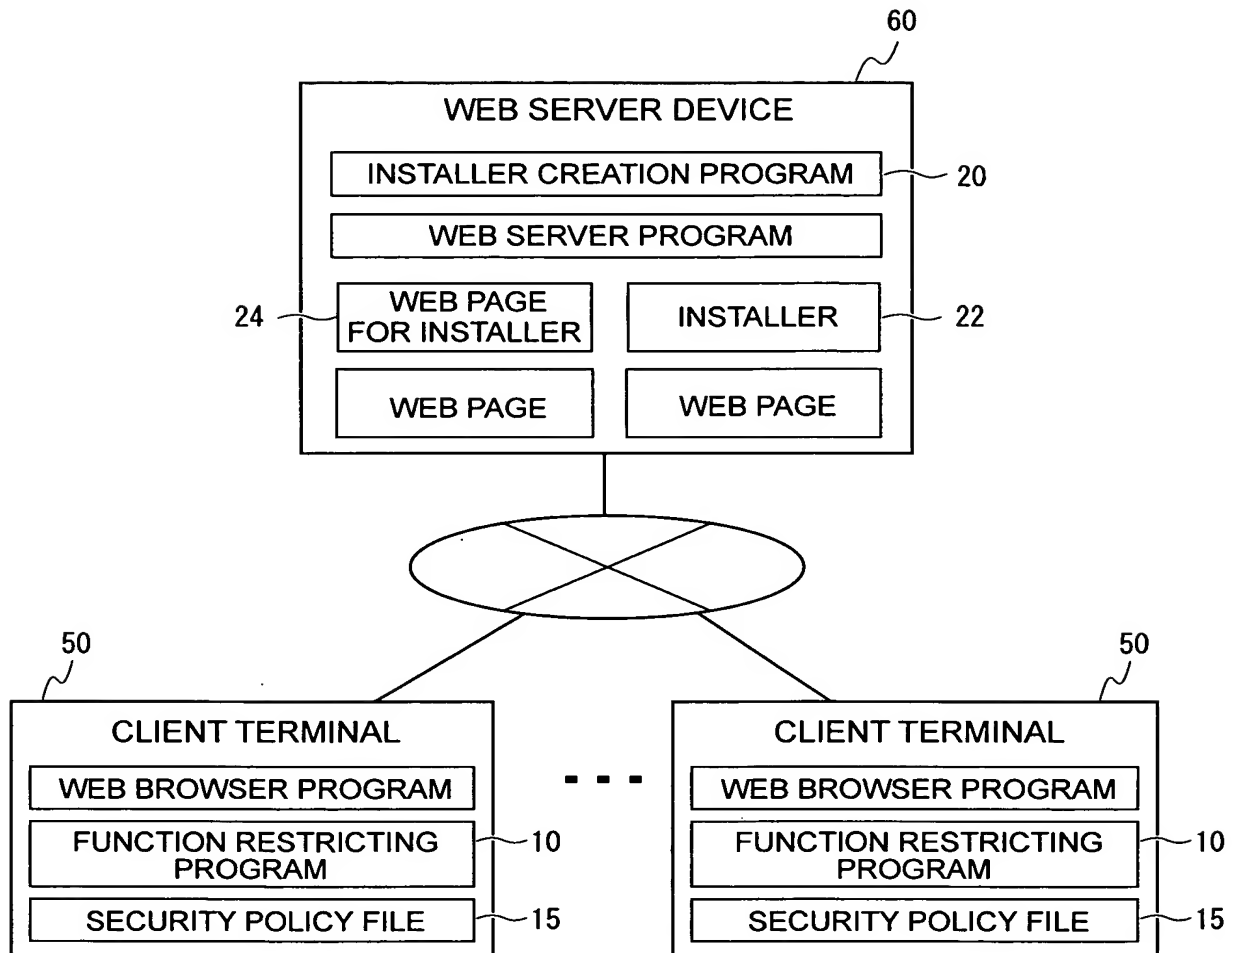 60
WEB SERVER DEVICE
INSTALLER CREATION PROGRAM
20
WEB SERVER PROGRAM
24
WEB PAGE
FOR INSTALLER
INSTALLER
22
WEB PAGE
WEB PAGE
50
CLIENT TERMINAL
WEB BROWSER PROGRAM
FUNCTION RESTRICTING
PROGRAM
10
SECURITY POLICY FILE
15
50
CLIENT TERMINAL
WEB BROWSER PROGRAM
FUNCTION RESTRICTING
PROGRAM
10
SECURITY POLICY FILE
15